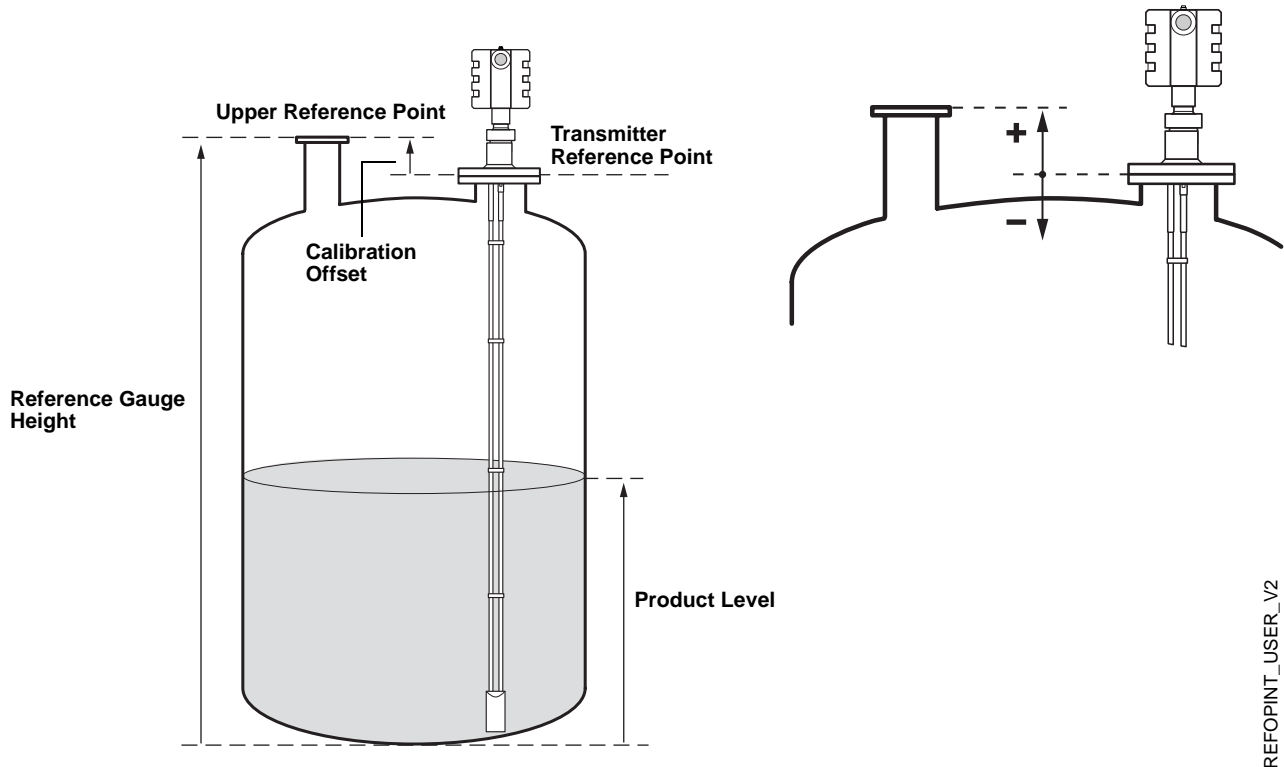 Upper Reference Point
Transmitter
Reference Point
Calibration
Offset
Reference Gauge
Height
Product Level
+
–
REFOPINT_USER_V2